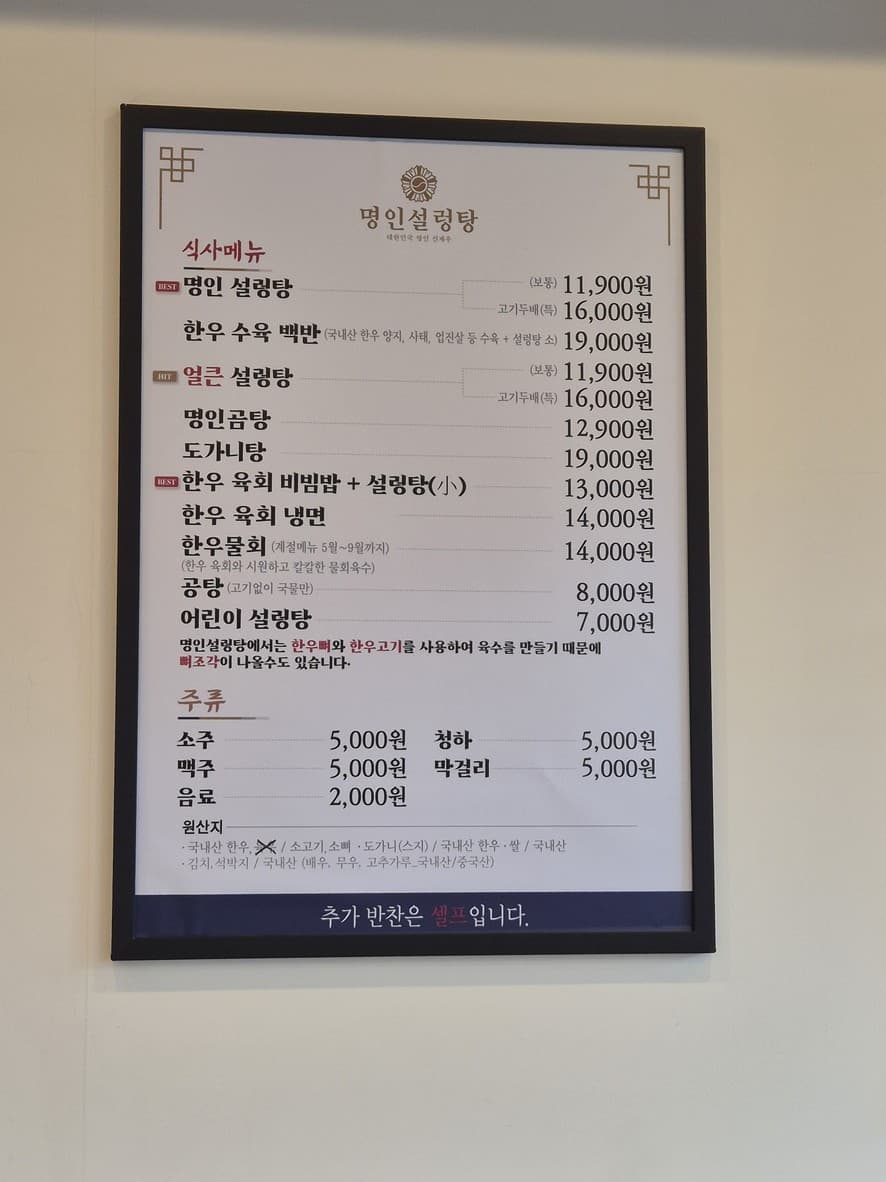 명인설렁탕
대한민국 명인 신재우
식사메뉴
BEST 명인 설렁탕 (보통) 11,900원
고기두배(특) 16,000원
한우 수육 백반 (국내산 한우 양지, 사태, 업진살 등 수육 + 설렁탕 소) 19,000원
HIT 얼큰 설렁탕 (보통) 11,900원
고기두배(특) 16,000원
명인곰탕 12,900원
도가니탕 19,000원
BEST 한우 육회 비빔밥 + 설렁탕(小) 13,000원
한우 육회 냉면 14,000원
한우물회 (계절메뉴 5월~9월까지) 14,000원
(한우 육회와 시원하고 칼칼한 물회육수)
공탕 (고기없이 국물만) 8,000원
어린이 설렁탕 7,000원
명인설렁탕에서는 한우뼈와 한우고기를 사용하여 육수를 만들기 때문에
뼈조각이 나올수도 있습니다.
주류
소주 5,000원 청하 5,000원
맥주 5,000원 막걸리 5,000원
음료 2,000원
원산지
· 국내산 한우, / 소고기, 소뼈 · 도가니(스지) / 국내산 한우 · 쌀 / 국내산
· 김치, 석박지 / 국내산 (배우, 무우, 고추가루_국내산/중국산)
추가 반찬은 셀프입니다.